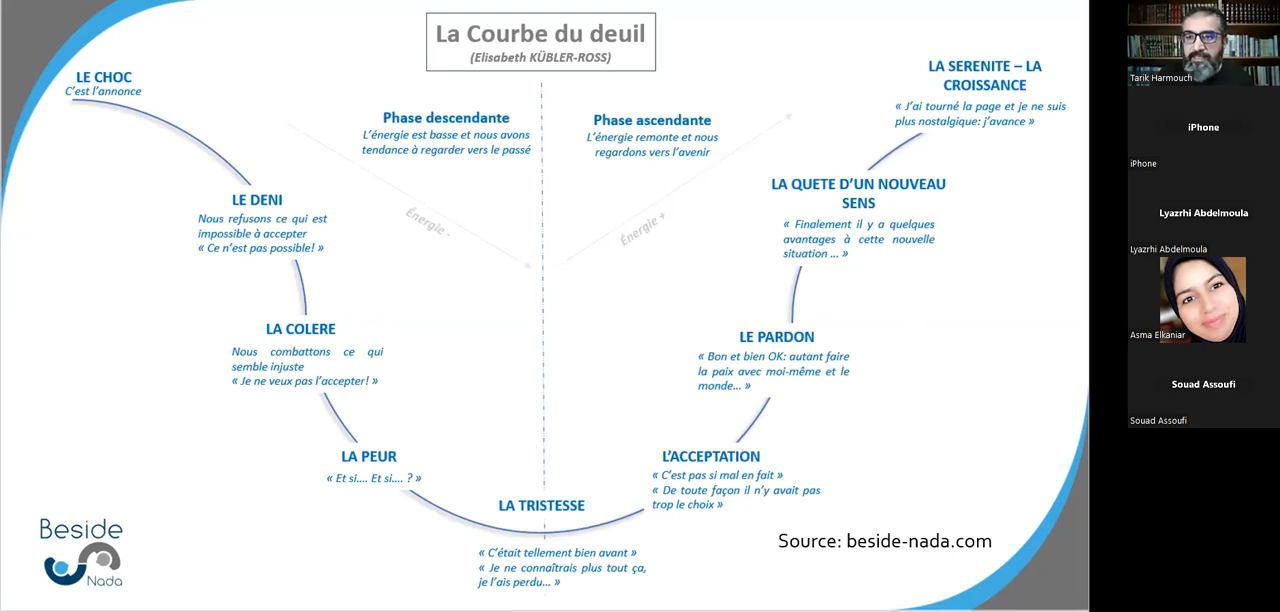 La Courbe du deuil
(Elisabeth KÜBLER-ROSS)
LE CHOC
C'est l'annonce
Phase descendante
L'énergie est basse et nous avons
tendance à regarder vers le passé
Phase ascendante
L'énergie remonte et nous
regardons vers l'avenir
LA SERENITE – LA
CROISSANCE
« J'ai tourné la page et je ne suis
plus nostalgique: j'avance »
LE DENI
Nous refusons ce qui est
impossible à accepter
« Ce n'est pas possible! »
Énergie -
Énergie +
LA QUETE D'UN NOUVEAU
SENS
« Finalement il y a quelques
avantages à cette nouvelle
situation ... »
LA COLERE
Nous combattons ce qui
semble injuste
« Je ne veux pas l'accepter! »
LE PARDON
« Bon et bien OK: autant faire
la paix avec moi-même et le
monde... »
LA PEUR
« Et si.... Et si.... ? »
L'ACCEPTATION
« C'est pas si mal en fait »
« De toute façon il n'y avait pas
trop le choix »
LA TRISTESSE
« C'était tellement bien avant »
« Je ne connaîtrais plus tout ça,
je l'ais perdu... »
Beside
Nada
Source: beside-nada.com
Tarik Harmouch
iPhone
iPhone
Lyazrhi Abdelmoula
Lyazrhi Abdelmoula
Asma Elkaniar
Souad Assoufi
Souad Assoufi